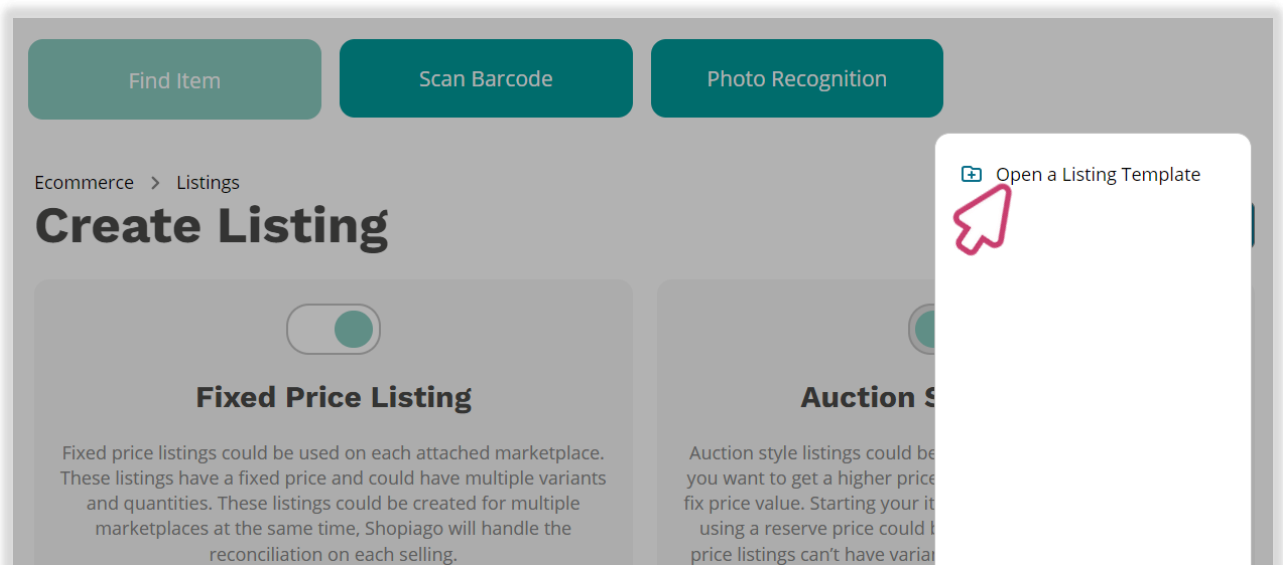 Find Item
Scan Barcode
Photo Recognition
Open a Listing Template
Ecommerce > Listings
Create Listing
Fixed Price Listing
Fixed price listings could be used on each attached marketplace.
These listings have a fixed price and could have multiple variants
and quantities. These listings could be created for multiple
marketplaces at the same time, Shopiago will handle the
reconciliation on each selling.
Auction
Auction style listings could be
you want to get a higher price
fix price value. Starting your
using a reserve price could
price listings can't have